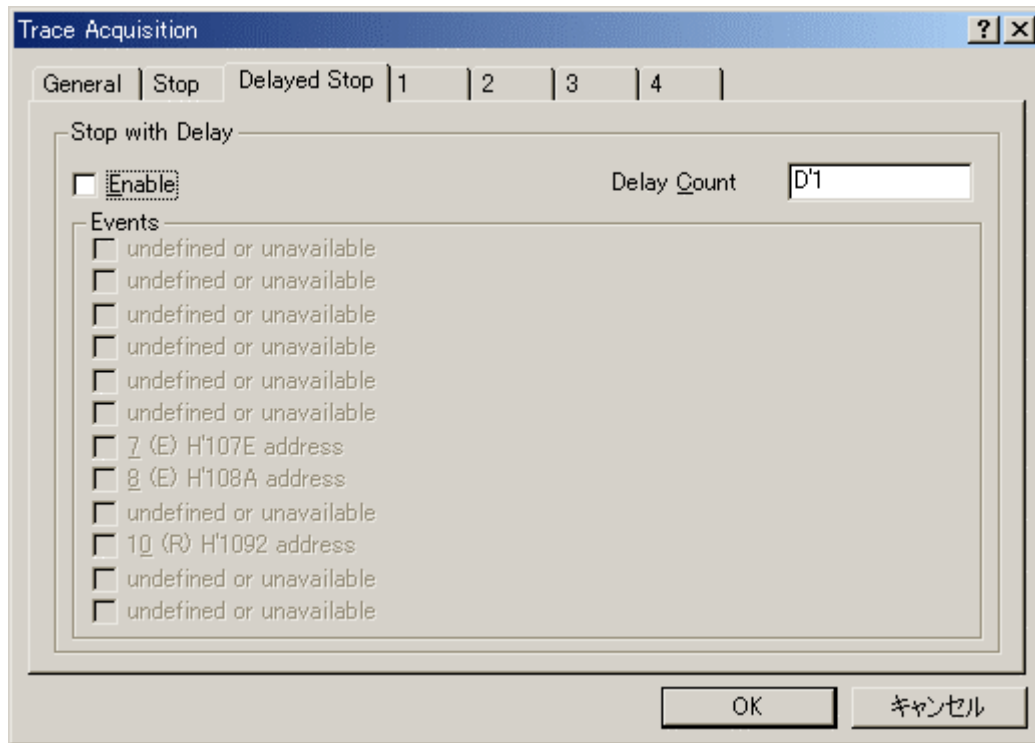 Trace Acquisition
General Stop Delayed Stop 1 2 3 4
Stop with Delay
Enable Delay Count D'1
Events
undefined or unavailable
undefined or unavailable
undefined or unavailable
undefined or unavailable
undefined or unavailable
undefined or unavailable
7 (E) H'107E address
8 (E) H'108A address
undefined or unavailable
10 (R) H'1092 address
undefined or unavailable
undefined or unavailable
OK キャンセル